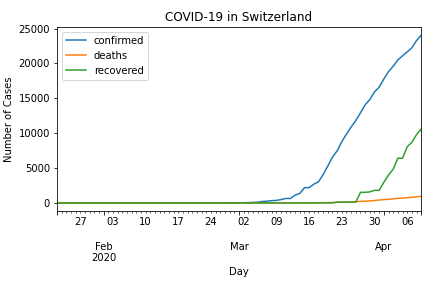 COVID-19 in Switzerland
confirmed
deaths
recovered
Number of Cases
25000
20000
15000
10000
5000
0
27 03 10 17 24 02 09 16 23 30 06
Feb Mar Apr
2020
Day